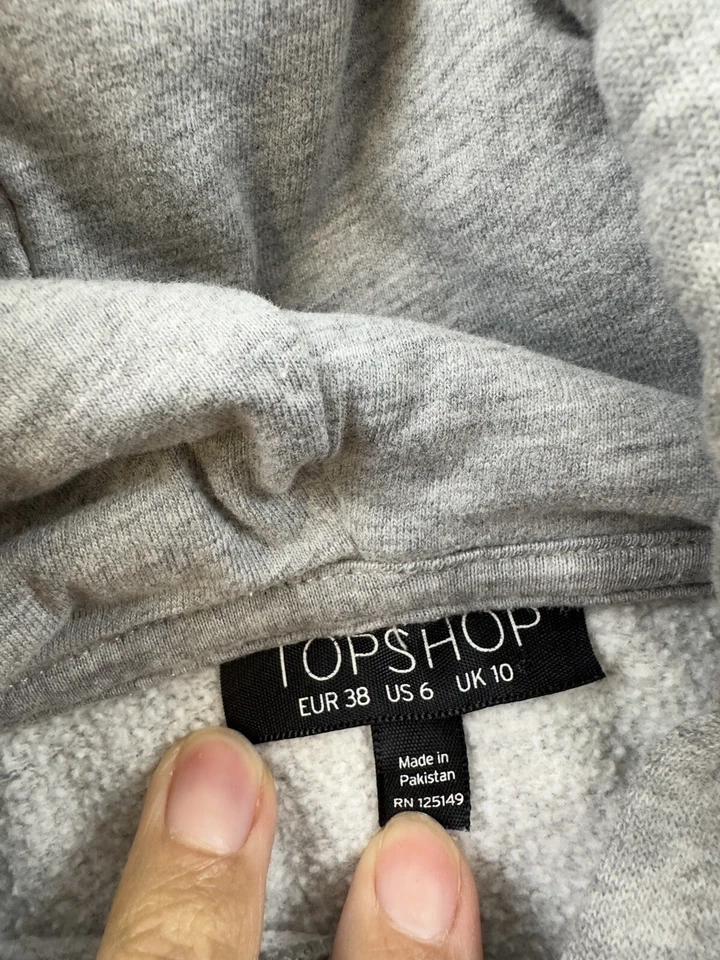 TOPSHOP
EUR 38 US 6 UK 10
Made in
Pakistan
RN 125149